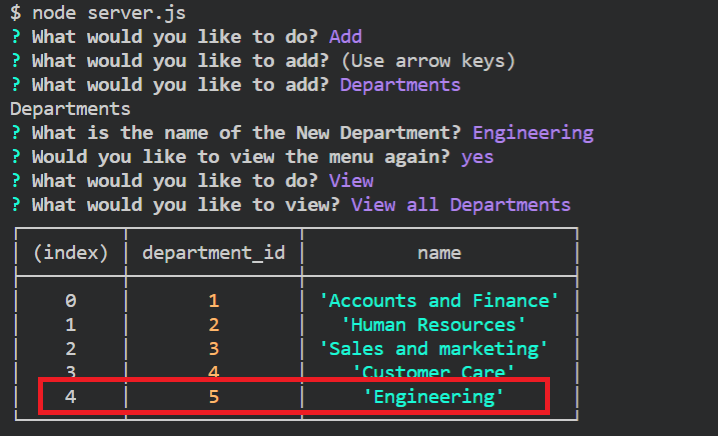 $ node server.js
? What would you like to do? Add
? What would you like to add? (Use arrow keys)
? What would you like to add? Departments
Departments
? What is the name of the New Department? Engineering
? Would you like to view the menu again? yes
? What would you like to do? View
? What would you like to view? View all Departments
(index) department_id name
0 1 'Accounts and Finance'
1 2 'Human Resources'
2 3 'Sales and marketing'
3 4 'Customer Care'
4 5 'Engineering'